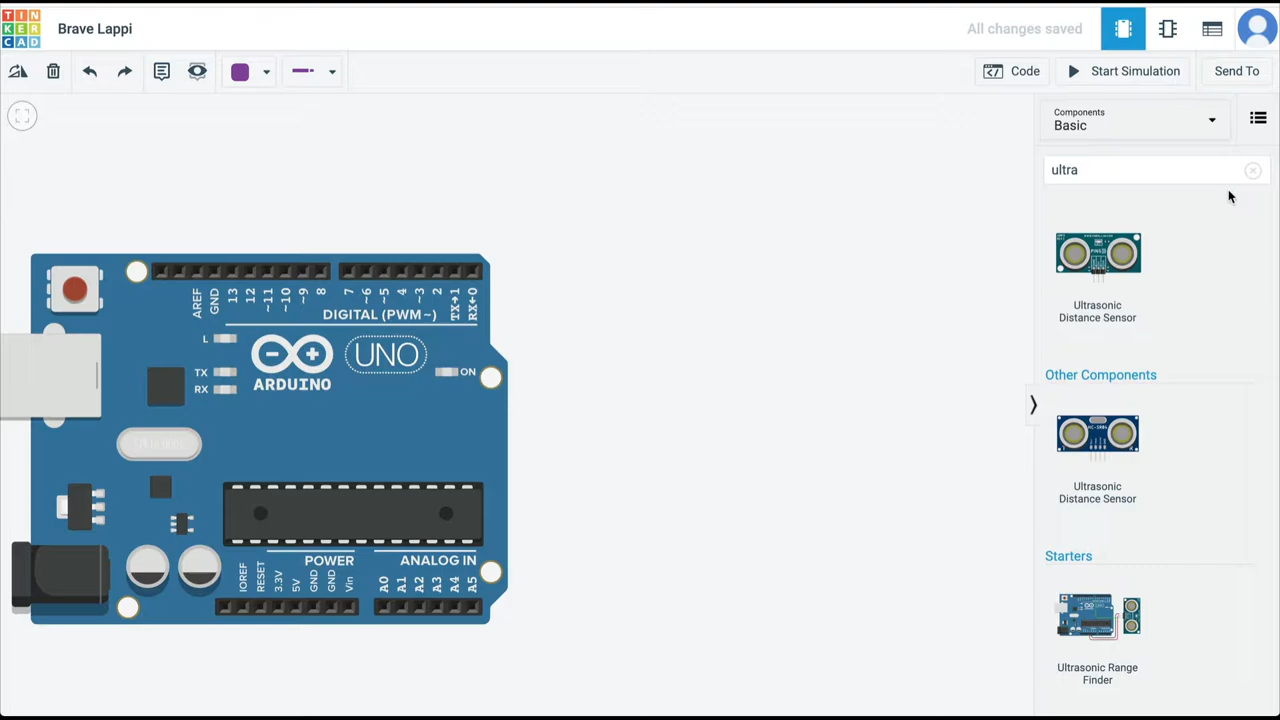 TINKERCAD
Brave Lappi
All changes saved
Code
Start Simulation
Send To
Components
Basic
ultra
Ultrasonic
Distance Sensor
Other Components
Ultrasonic
Distance Sensor
Starters
Ultrasonic Range
Finder
AREF
GND
13
12
~11
~10
~9
8
7
~6
~5
4
~3
2
TX→1
RX←0
DIGITAL (PWM~)
L
TX
RX
ARDUINO
UNO
ON
POWER
ANALOG IN
IOREF
RESET
3.3V
5V
GND
GND
Vin
A0
A1
A2
A3
A4
A5